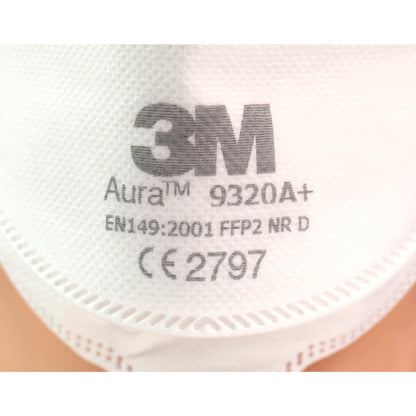 3M
Aura™ 9320A+
EN149:2001 FFP2 NR D
CE 2797